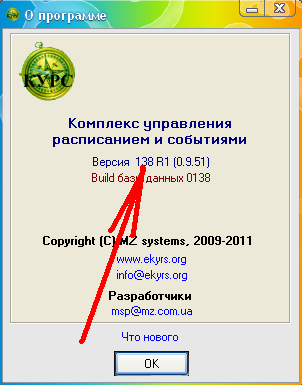 О программе
КУРС
Комплекс управления
расписанием и событиями
Версия 138 R1 (0.9.51)
Build базы данных 0138
Copyright (C) MZ systems, 2009-2011
www.ekyrs.org
info@ekyrs.org
Разработчики
msp@mz.com.ua
Что нового
OK